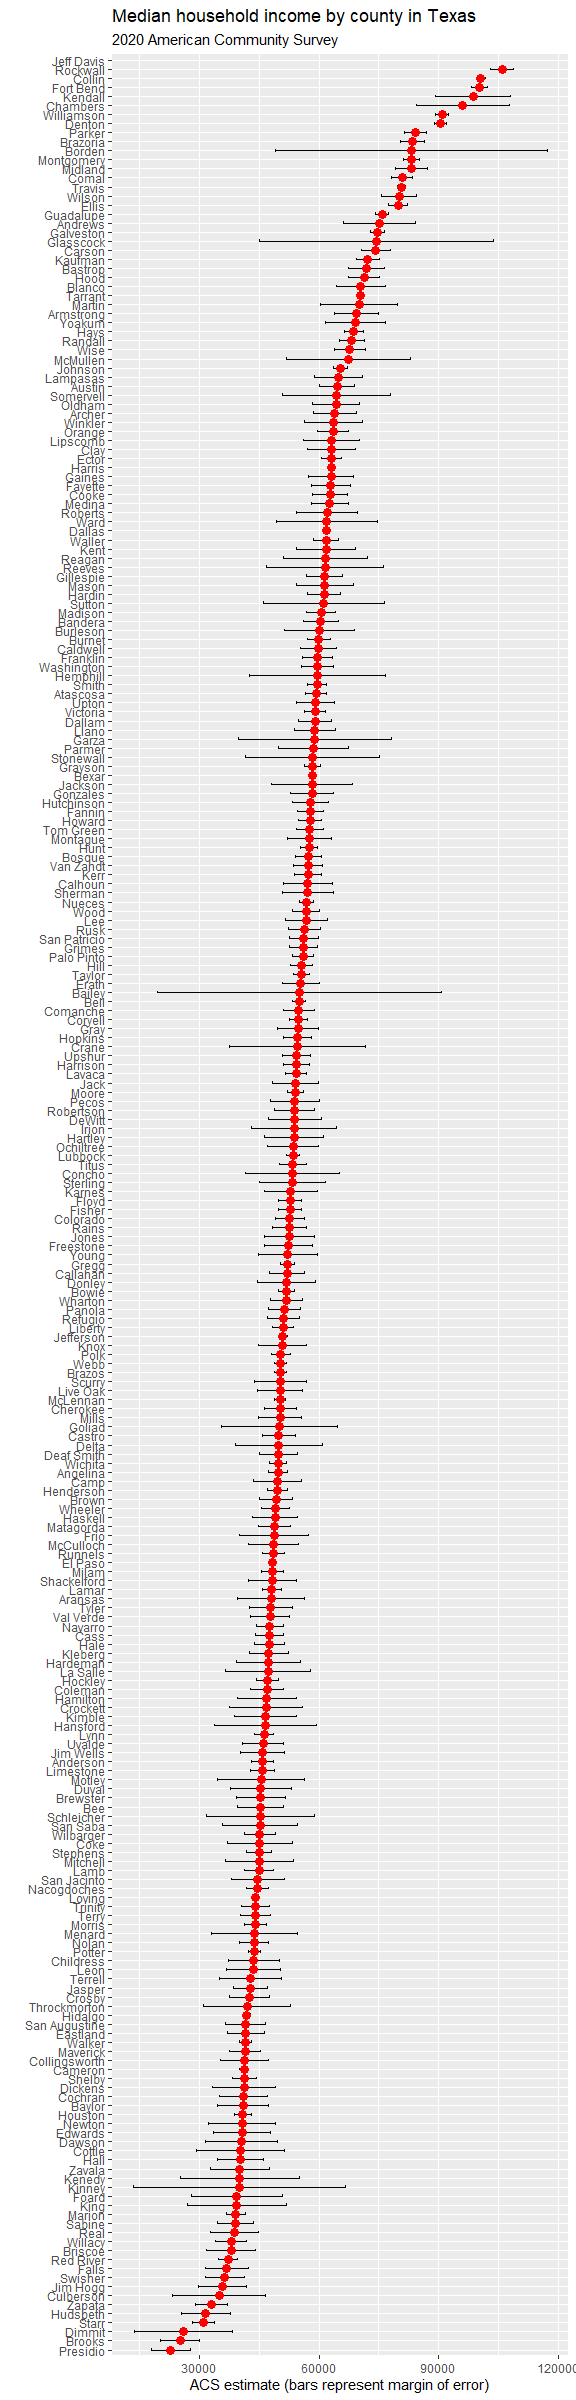 Median household income by county in Texas
2020 American Community Survey
Jeff Davis
Rockwall
Collin
Fort Bend
Kendall
Chambers
Williamson
Denton
Parker
Brazoria
Borden
Montgomery
Midland
Comal
Travis
Wilson
Ellis
Guadalupe
Andrews
Galveston
Glasscock
Carson
Kaufman
Bastrop
Hood
Blanco
Tarrant
Martin
Armstrong
Yoakum
Hays
Randall
Wise
McMullen
Johnson
Lampasas
Austin
Somervell
Oldham
Archer
Winkler
Orange
Lipscomb
Clay
Ector
Harris
Gaines
Fayette
Cooke
Medina
Roberts
Ward
Dallas
Waller
Kent
Reagan
Reeves
Gillespie
Mason
Hardin
Sutton
Madison
Bandera
Burleson
Burnet
Caldwell
Franklin
Washington
Hemphill
Smith
Atascosa
Upton
Victoria
Dallam
Llano
Garza
Parmer
Stonewall
Grayson
Bexar
Jackson
Gonzales
Hutchinson
Fannin
Howard
Tom Green
Montague
Hunt
Bosque
Van Zandt
Kerr
Calhoun
Sherman
Nueces
Wood
Lee
Rusk
San Patricio
Grimes
Palo Pinto
Hill
Taylor
Erath
Bailey
Bell
Comanche
Coryell
Gray
Hopkins
Crane
Upshur
Harrison
Lavaca
Jack
Moore
Pecos
Robertson
DeWitt
Irion
Hartley
Ochiltree
Lubbock
Titus
Concho
Sterling
Karnes
Floyd
Fisher
Colorado
Rains
Jones
Freestone
Young
Gregg
Callahan
Donley
Bowie
Wharton
Panola
Refugio
Liberty
Jefferson
Knox
Polk
Webb
Brazos
Scurry
Live Oak
McLennan
Cherokee
Mills
Goliad
Castro
Delta
Deaf Smith
Wichita
Angelina
Camp
Henderson
Brown
Wheeler
Haskell
Matagorda
Frio
McCulloch
Runnels
El Paso
Milam
Shackelford
Lamar
Aransas
Tyler
Val Verde
Navarro
Cass
Hale
Kleberg
Hardeman
La Salle
Hockley
Coleman
Hamilton
Crockett
Kimble
Hansford
Lynn
Uvalde
Jim Wells
Anderson
Limestone
Motley
Duval
Brewster
Bee
Schleicher
San Saba
Wilbarger
Coke
Stephens
Mitchell
Lamb
San Jacinto
Nacogdoches
Loving
Trinity
Terry
Morris
Menard
Nolan
Potter
Childress
Leon
Terrell
Jasper
Crosby
Throckmorton
Hidalgo
San Augustine
Eastland
Walker
Maverick
Collingsworth
Cameron
Shelby
Dickens
Cochran
Baylor
Houston
Newton
Edwards
Dawson
Cottle
Hall
Zavala
Kenedy
Kinney
Foard
King
Marion
Sabine
Real
Willacy
Briscoe
Red River
Falls
Swisher
Jim Hogg
Culberson
Zapata
Hudspeth
Starr
Dimmit
Brooks
Presidio
30000 60000 90000 120000
ACS estimate (bars represent margin of error)